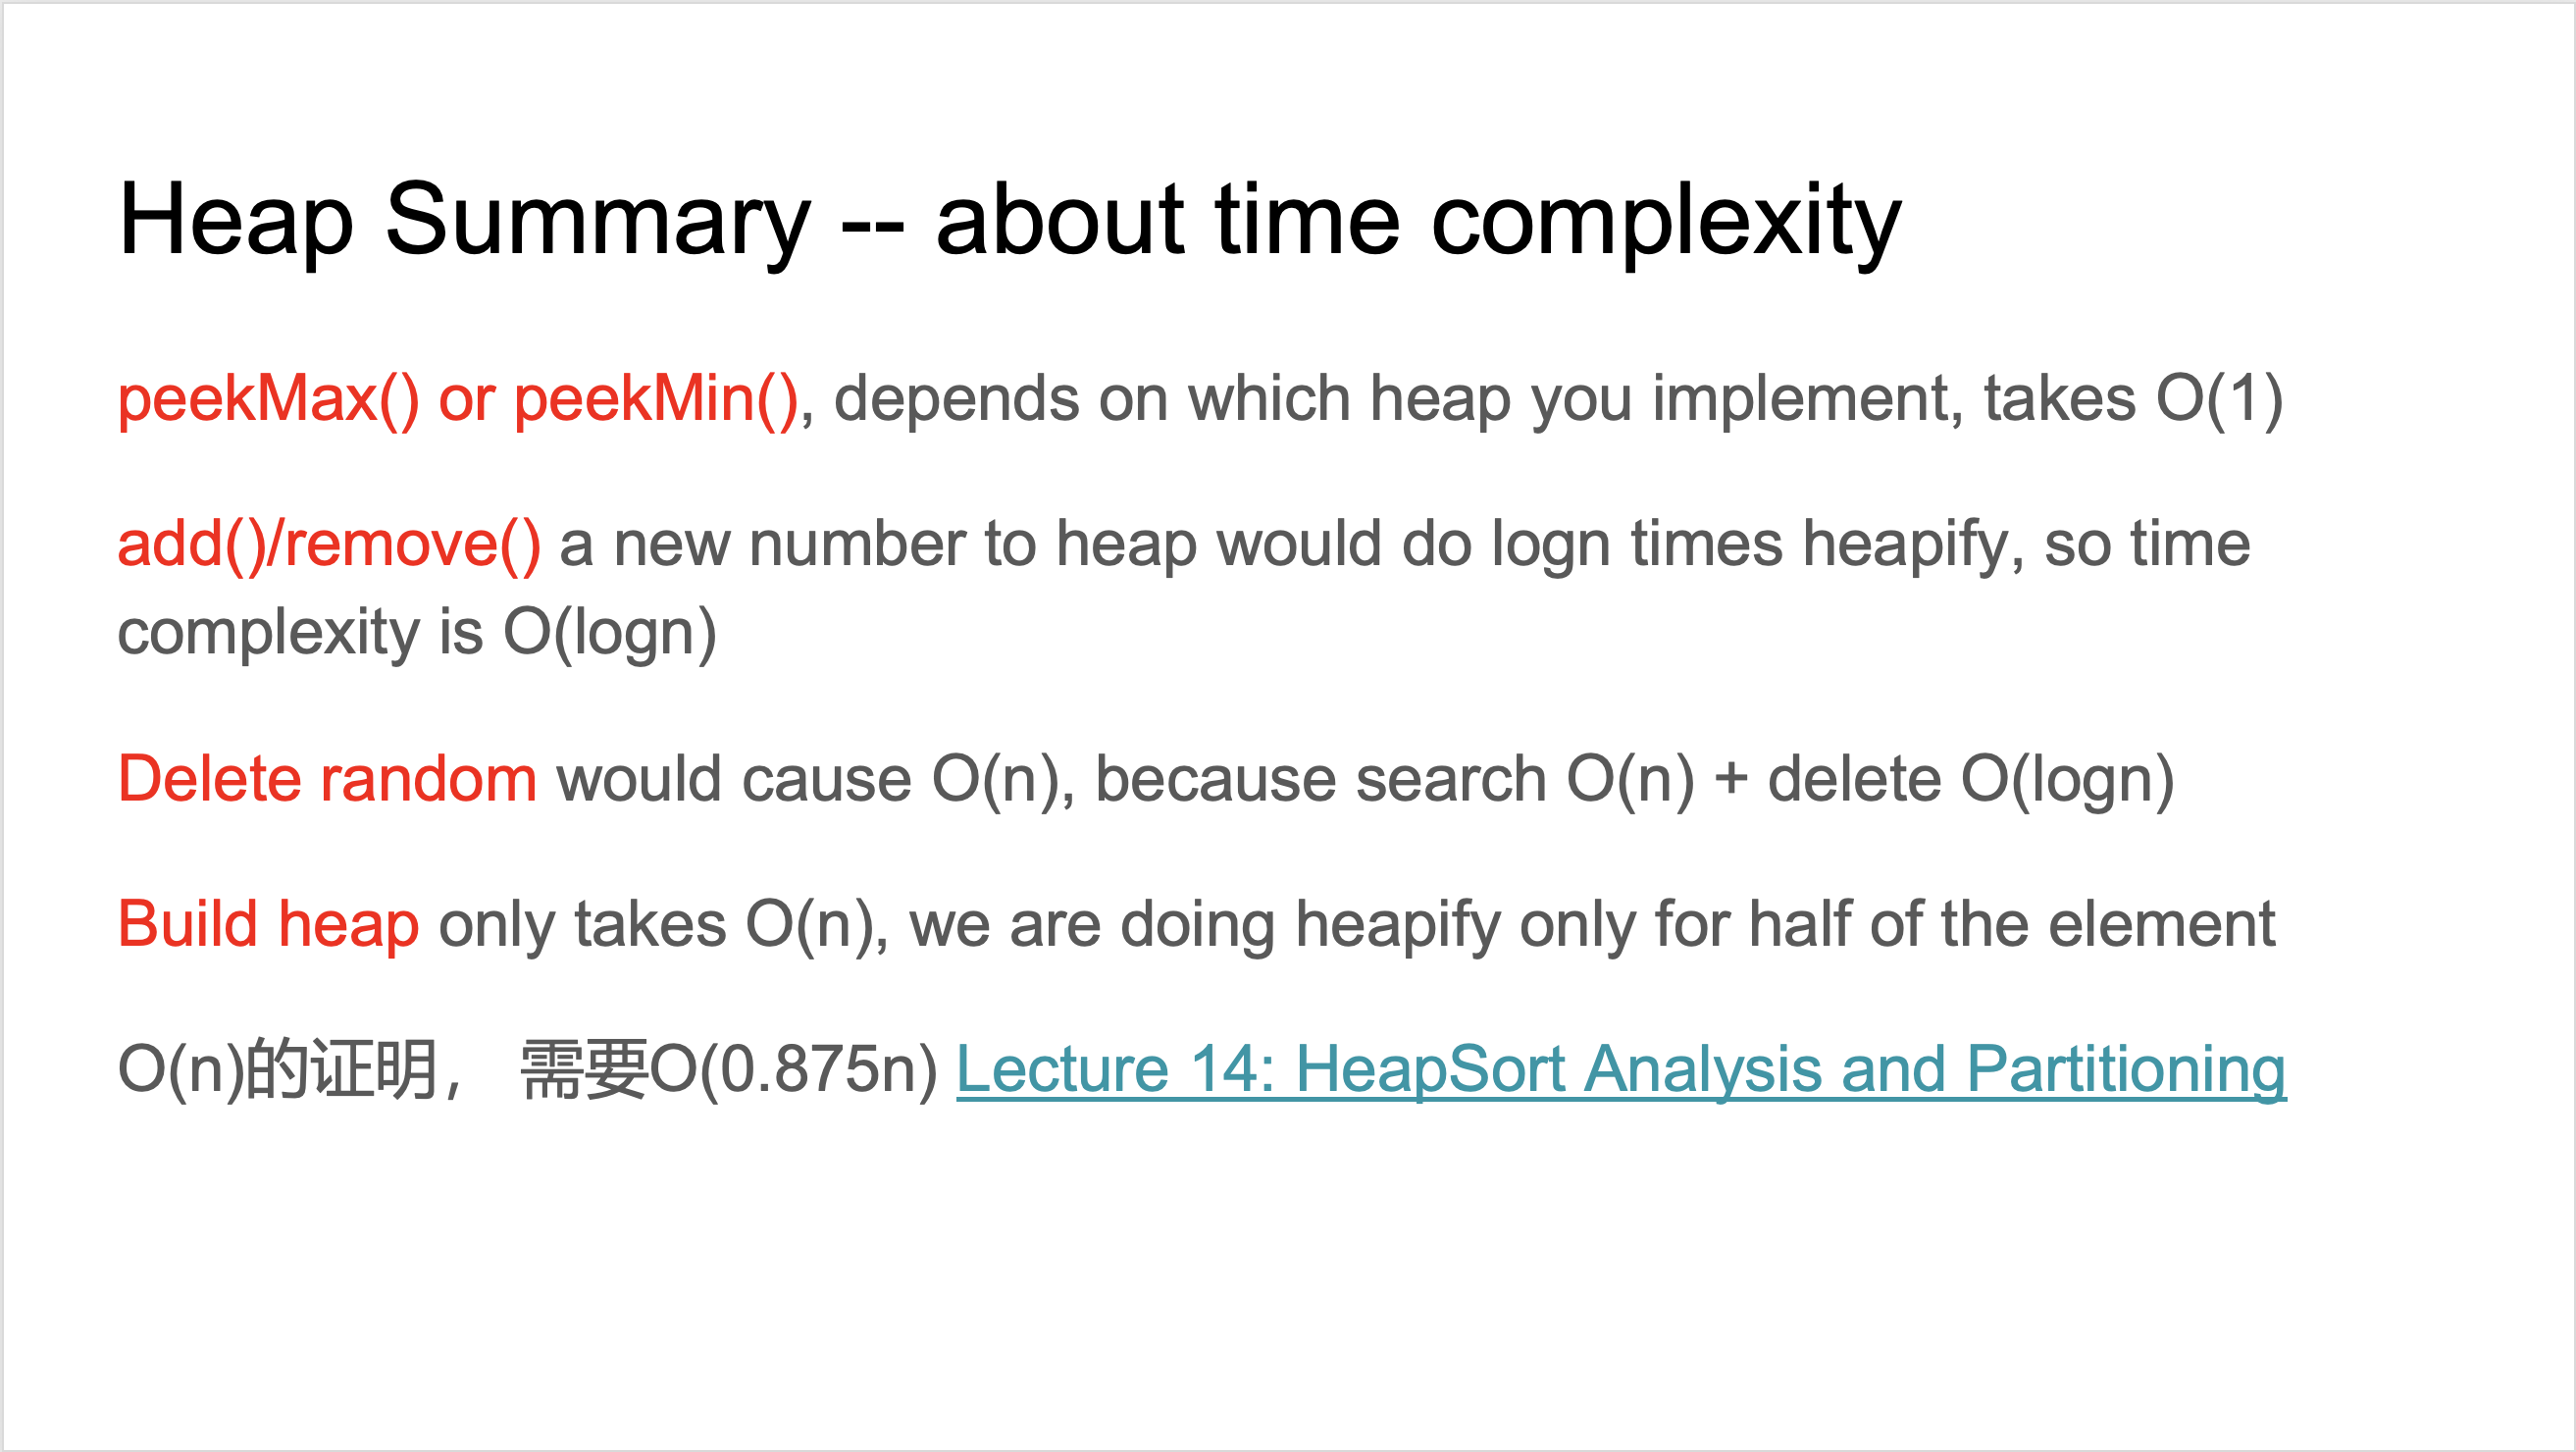 Heap Summary -- about time complexity
peekMax() or peekMin(), depends on which heap you implement, takes O(1)
add()/remove() a new number to heap would do logn times heapify, so time
complexity is O(logn)
Delete random would cause O(n), because search O(n) + delete O(logn)
Build heap only takes O(n), we are doing heapify only for half of the element
O(n)的证明， 需要O(0.875n) Lecture 14: HeapSort Analysis and Partitioning